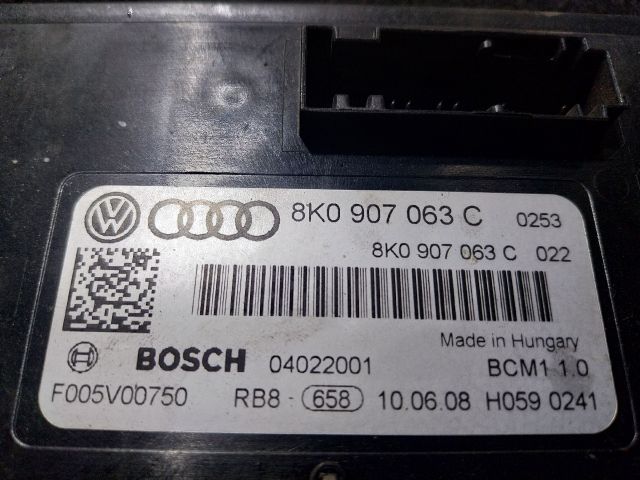 8K0 907 063 C 0253
8K0 907 063 C 022
Made in Hungary
BOSCH 04022001 BCM1 1.0
F005V00750 RB8 - 658 10.06.08 H059 0241